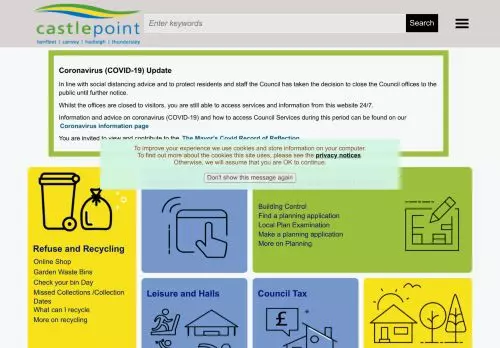 castlepoint
benfleet | canvey | hadleigh | thundersley
Enter keywords
Search
Coronavirus (COVID-19) Update
In line with social distancing advice and to protect residents and staff the Council has taken the decision to close the Council offices to the
public until further notice.
Whilst the offices are closed to visitors, you are still able to access services and information from this website 24/7.
Information and advice on coronavirus (COVID-19) and how to access Council Services during this period can be found on our
Coronavirus information page
You are invited to view and contribute to the The Mayor's Covid Record of Reflection
To improve your experience we use cookies and store information on your computer.
To find out more about the cookies this site uses, please see the privacy notices
Otherwise, we will assume that you are OK to continue.
Don't show this message again
Refuse and Recycling
Online Shop
Garden Waste Bins
Check your bin Day
Missed Collections /Collection
Dates
What can I recycle
More on recycling
Building Control
Find a planning application
Local Plan Examination
Make a planning application
More on Planning
Leisure and Halls
Council Tax
£